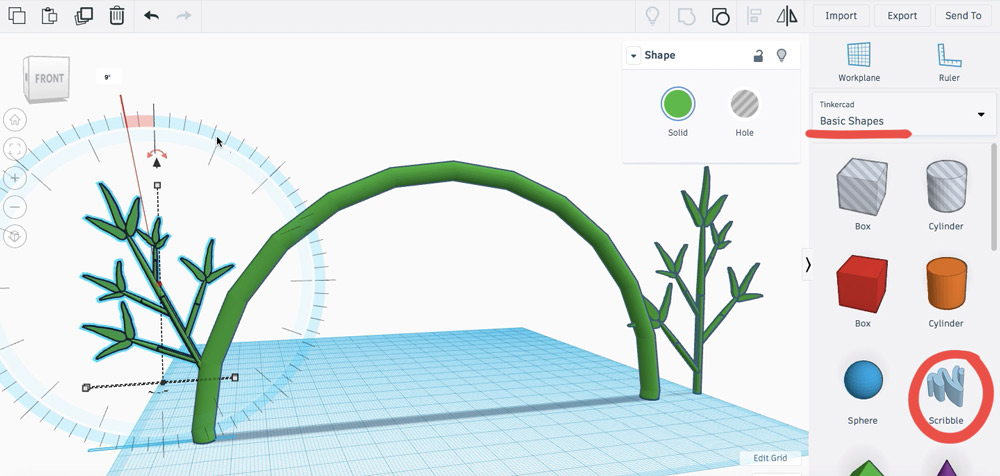 Import
Export
Send To
FRONT
9°
Shape
Solid
Hole
Workplane
Ruler
Tinkercad
Basic Shapes
Box
Cylinder
Box
Cylinder
Sphere
Scribble
Edit Grid